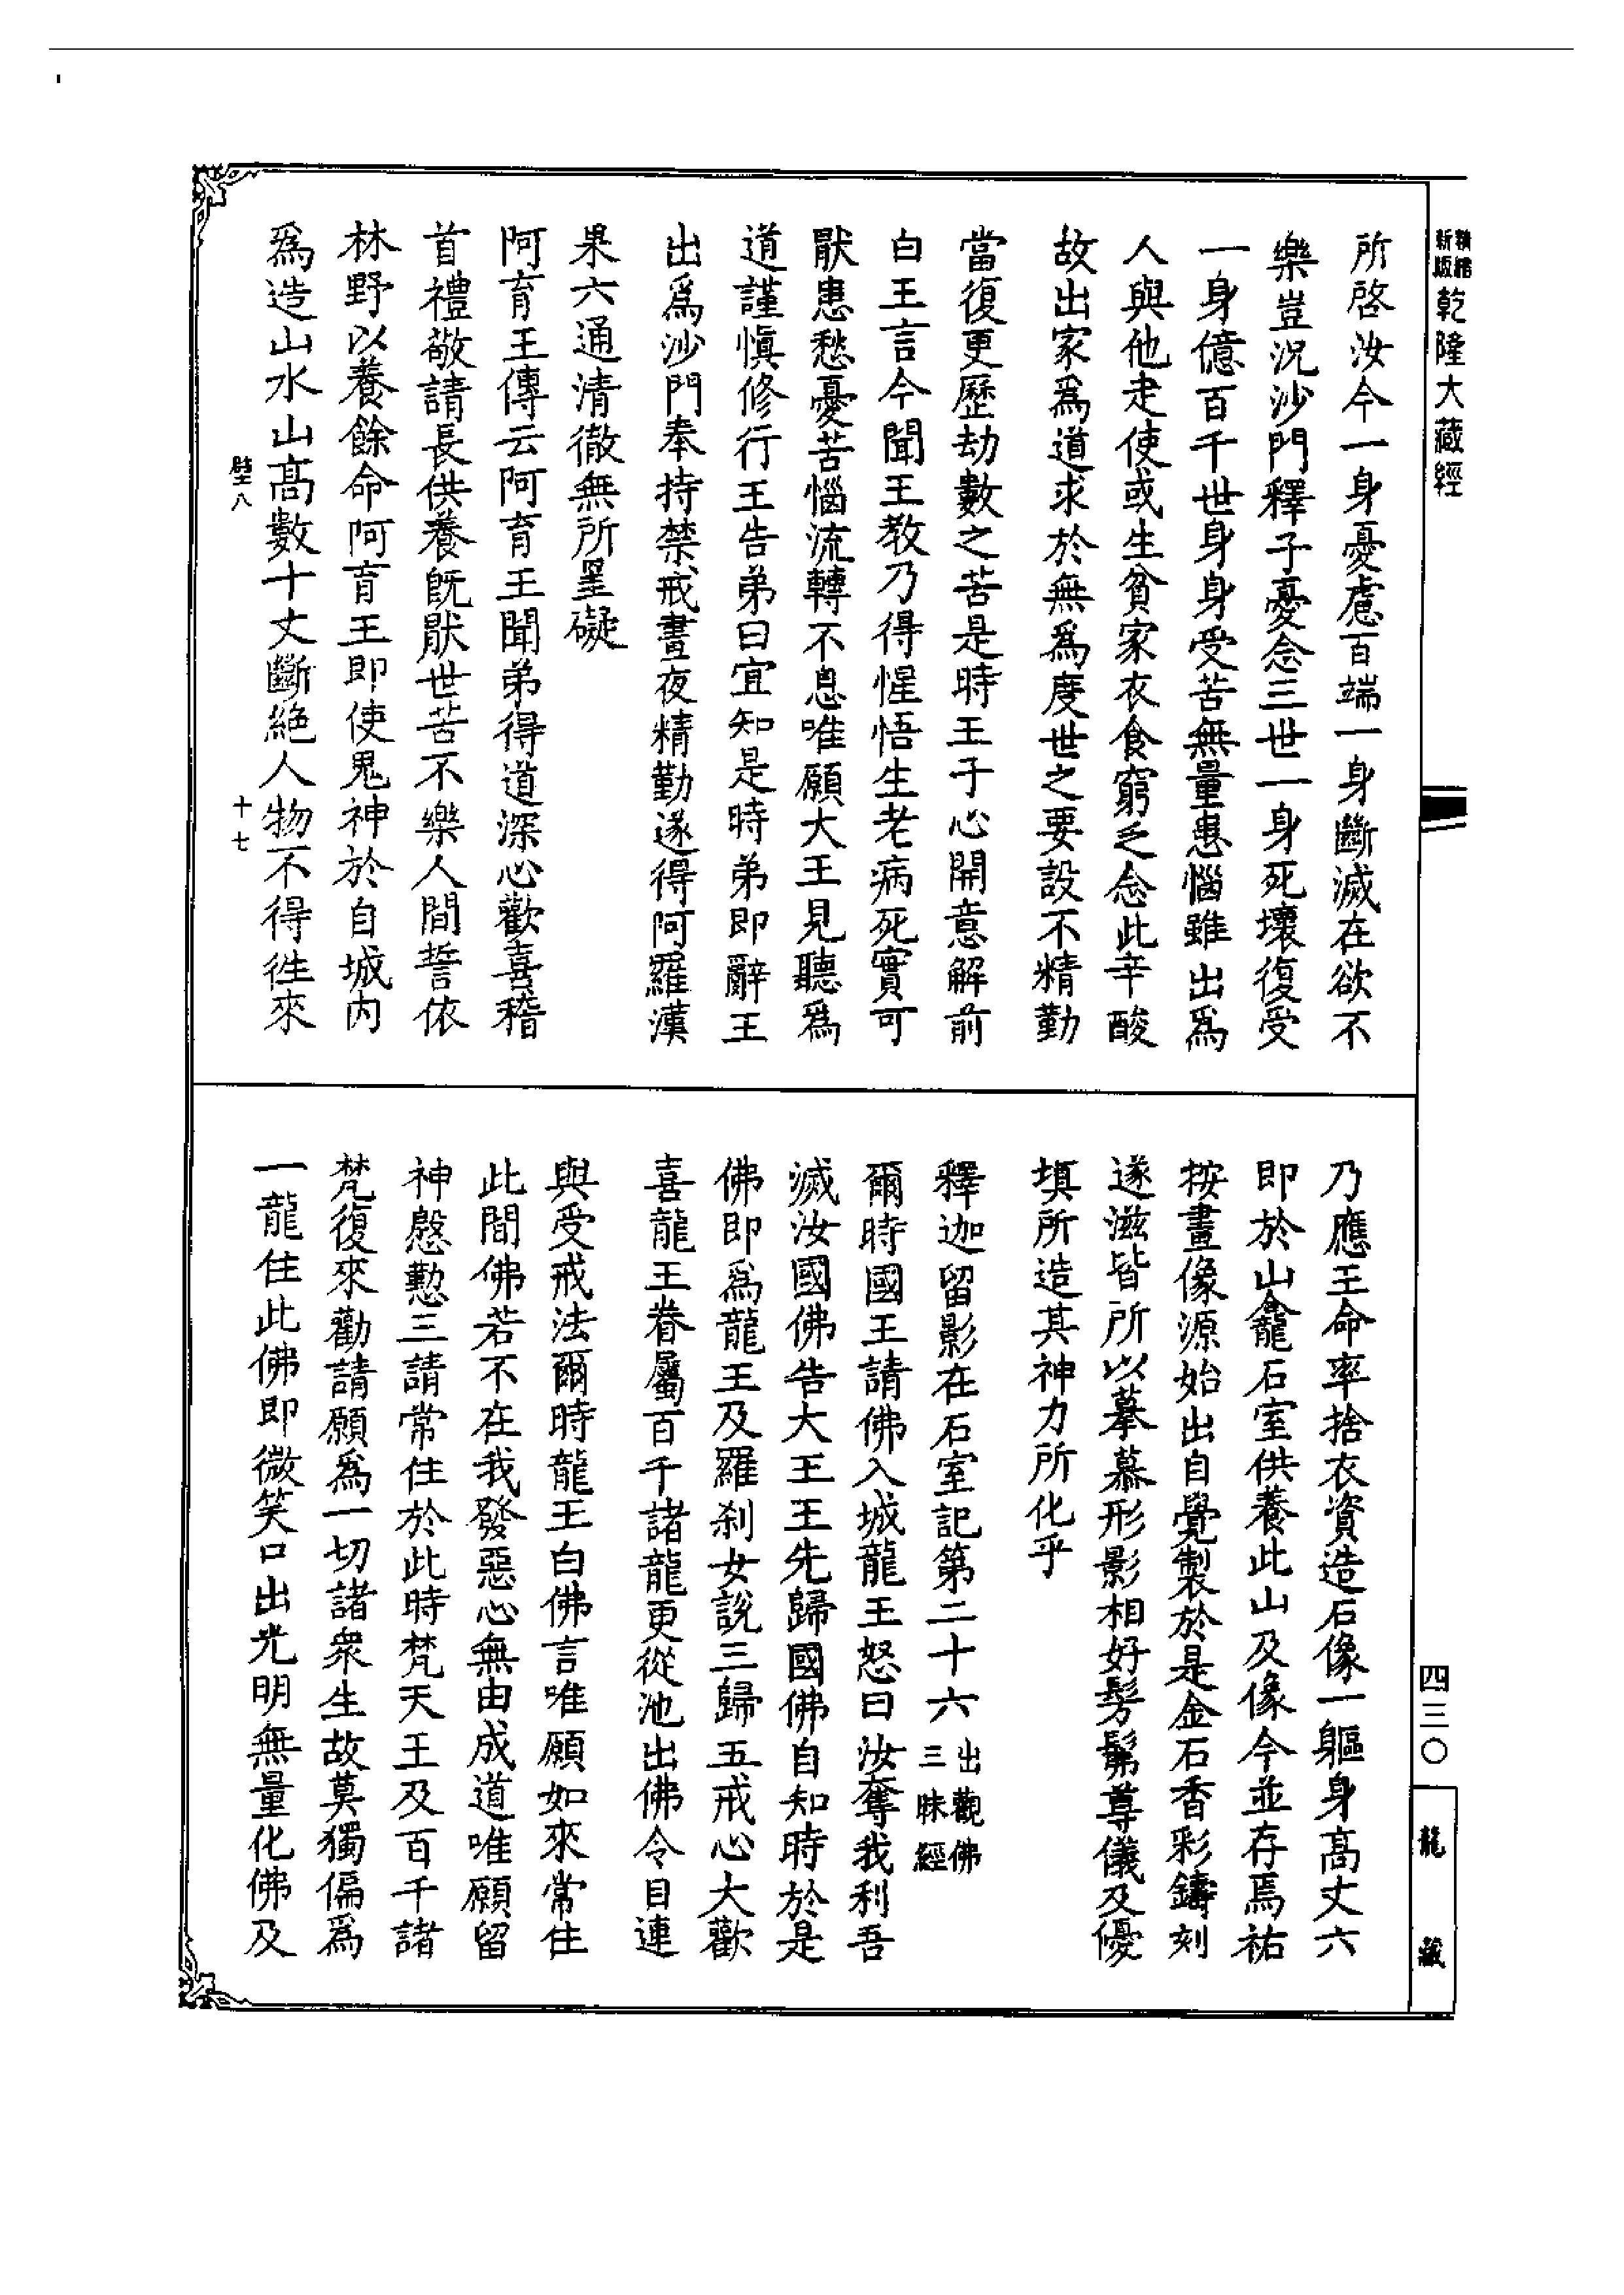 新版
精縮
乾隆大藏經
所啓汝今一身憂慮百端一身斷滅在欲不
樂豈況沙門釋子憂念三世一身死壞復受
一身億百千世身身受苦無量患惱雖出爲
人與他走使或生貧家衣食窮乏念此辛酸
故出家爲道求於無爲度世之要設不精勤
當復更歷劫數之苦是時王子心開意解前
白王言今聞王教乃得惺悟生老病死實可
厭患愁憂苦惱流轉不息唯願大王見聽爲
道謹愼修行王告弟曰宜知是時弟即辭王
出爲沙門奉持禁戒晝夜精勤遂得阿羅漢
果六通清徹無所罣礙
阿育王傳云阿育王聞弟得道深心歡喜稽
首禮敬請長供養旣厭世苦不樂人間誓依
林野以養餘命阿育王即使鬼神於自城内
爲造山水山高數十丈斷絶人物不得徃來
壁八
十七
乃應王命率捨衣資造石像一軀身高丈六
即於山龕石室供養此山及像今並存焉祐
按畫像源始出自覺製於是金石香彩鑄刻
遂滋皆所以摹慕形影相好髣髴尊儀及優
填所造其神力所化乎
釋迦留影在石室記第二十六出觀佛三昧經
爾時國王請佛入城龍王怒曰汝奪我利吾
滅汝國佛告大王王先歸國佛自知時於是
佛即爲龍王及羅刹女說三歸五戒心大歡
喜龍王眷屬百千諸龍更從池出佛令目連
與受戒法爾時龍王白佛言唯願如來常住
此間佛若不在我發惡心無由成道唯願留
神慇懃三請常住於此時梵天王及百千諸
梵復來勸請願爲一切諸衆生故莫獨偏爲
一龍住此佛即微笑口出光明無量化佛及
四三〇
龍藏